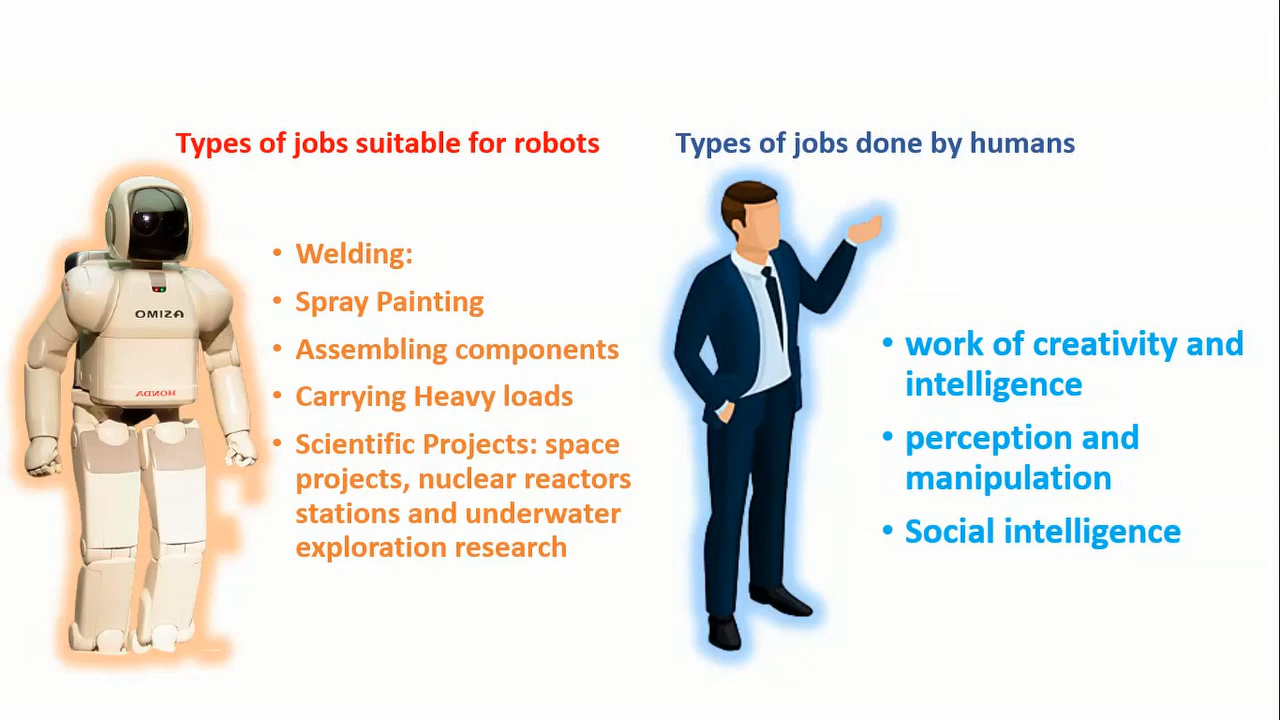 Types of jobs suitable for robots
Types of jobs done by humans
• Welding:
• Spray Painting
• Assembling components
• Carrying Heavy loads
• Scientific Projects: space
projects, nuclear reactors
stations and underwater
exploration research
ASIMO
HONDA
• work of creativity and
intelligence
• perception and
manipulation
• Social intelligence